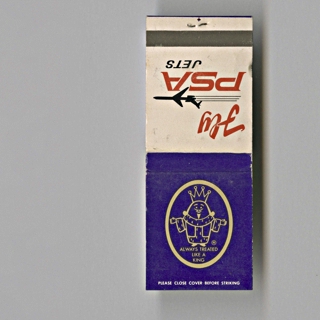 Fly
PSA
JETS
®
ALWAYS TREATED
LIKE A
KING
PLEASE CLOSE COVER BEFORE STRIKING